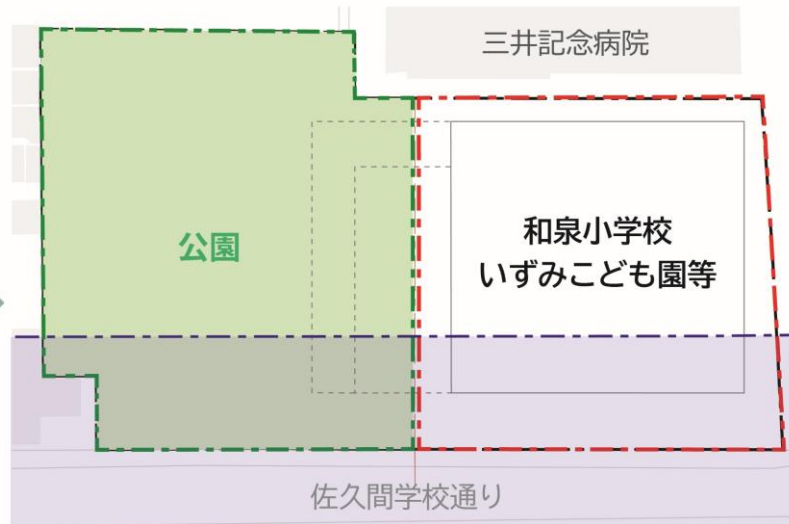 三井記念病院
公園
和泉小学校
いずみこども園等
佐久間学校通り